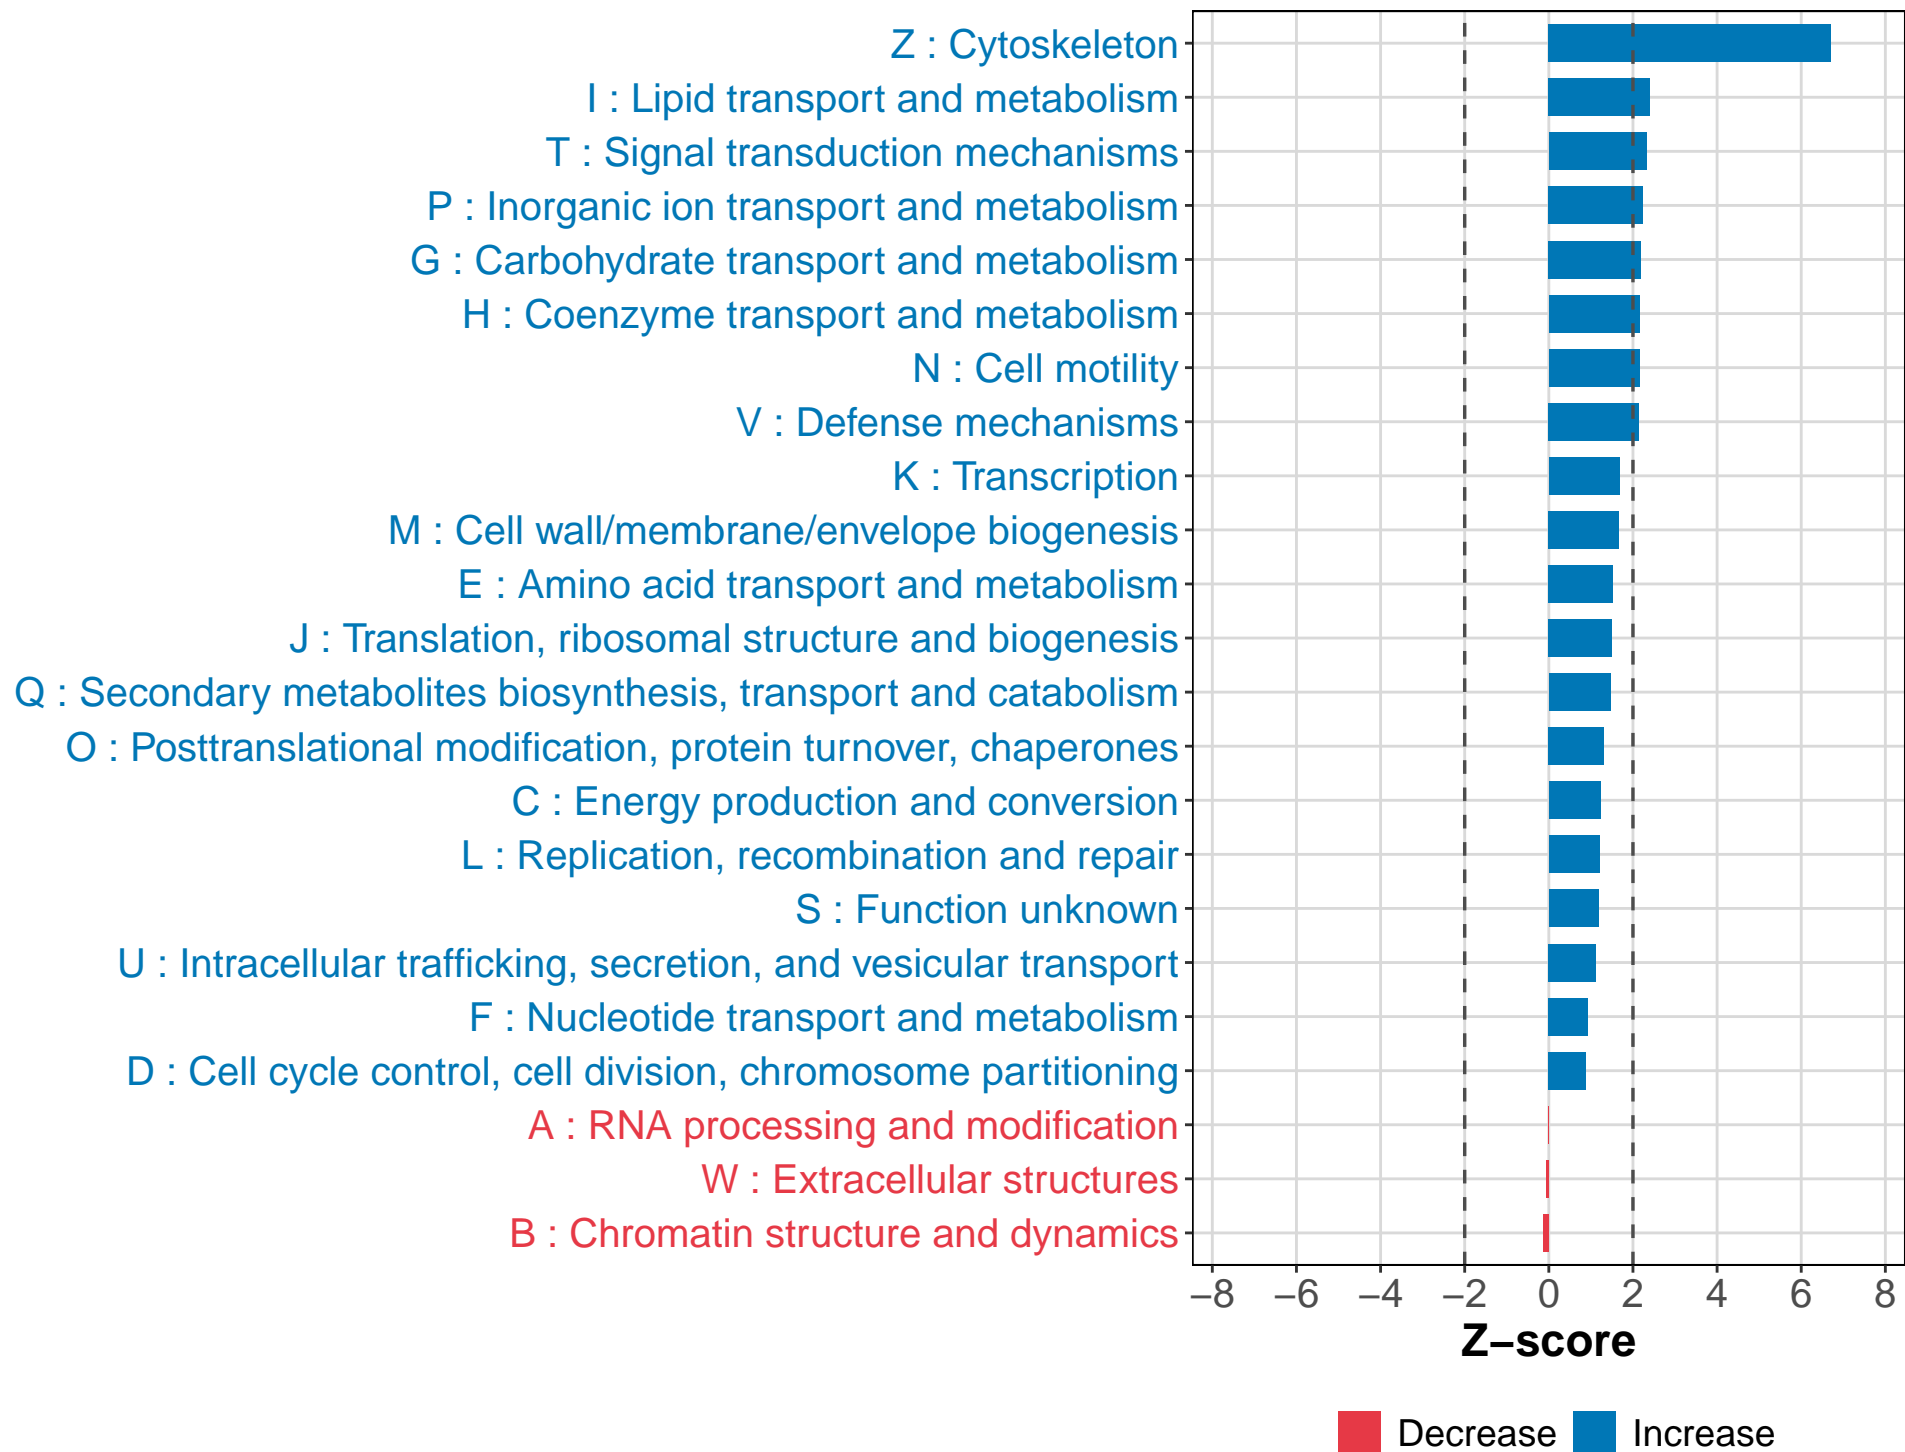 Z : Cytoskeleton
I : Lipid transport and metabolism
T : Signal transduction mechanisms
P : Inorganic ion transport and metabolism
G : Carbohydrate transport and metabolism
H : Coenzyme transport and metabolism
N : Cell motility
V : Defense mechanisms
K : Transcription
M : Cell wall/membrane/envelope biogenesis
E : Amino acid transport and metabolism
J : Translation, ribosomal structure and biogenesis
Q : Secondary metabolites biosynthesis, transport and catabolism
O : Posttranslational modification, protein turnover, chaperones
C : Energy production and conversion
L : Replication, recombination and repair
S : Function unknown
U : Intracellular trafficking, secretion, and vesicular transport
F : Nucleotide transport and metabolism
D : Cell cycle control, cell division, chromosome partitioning
A : RNA processing and modification
W : Extracellular structures
B : Chromatin structure and dynamics
−8 −6 −4 −2 0 2 4 6 8
Z−score
Decrease Increase